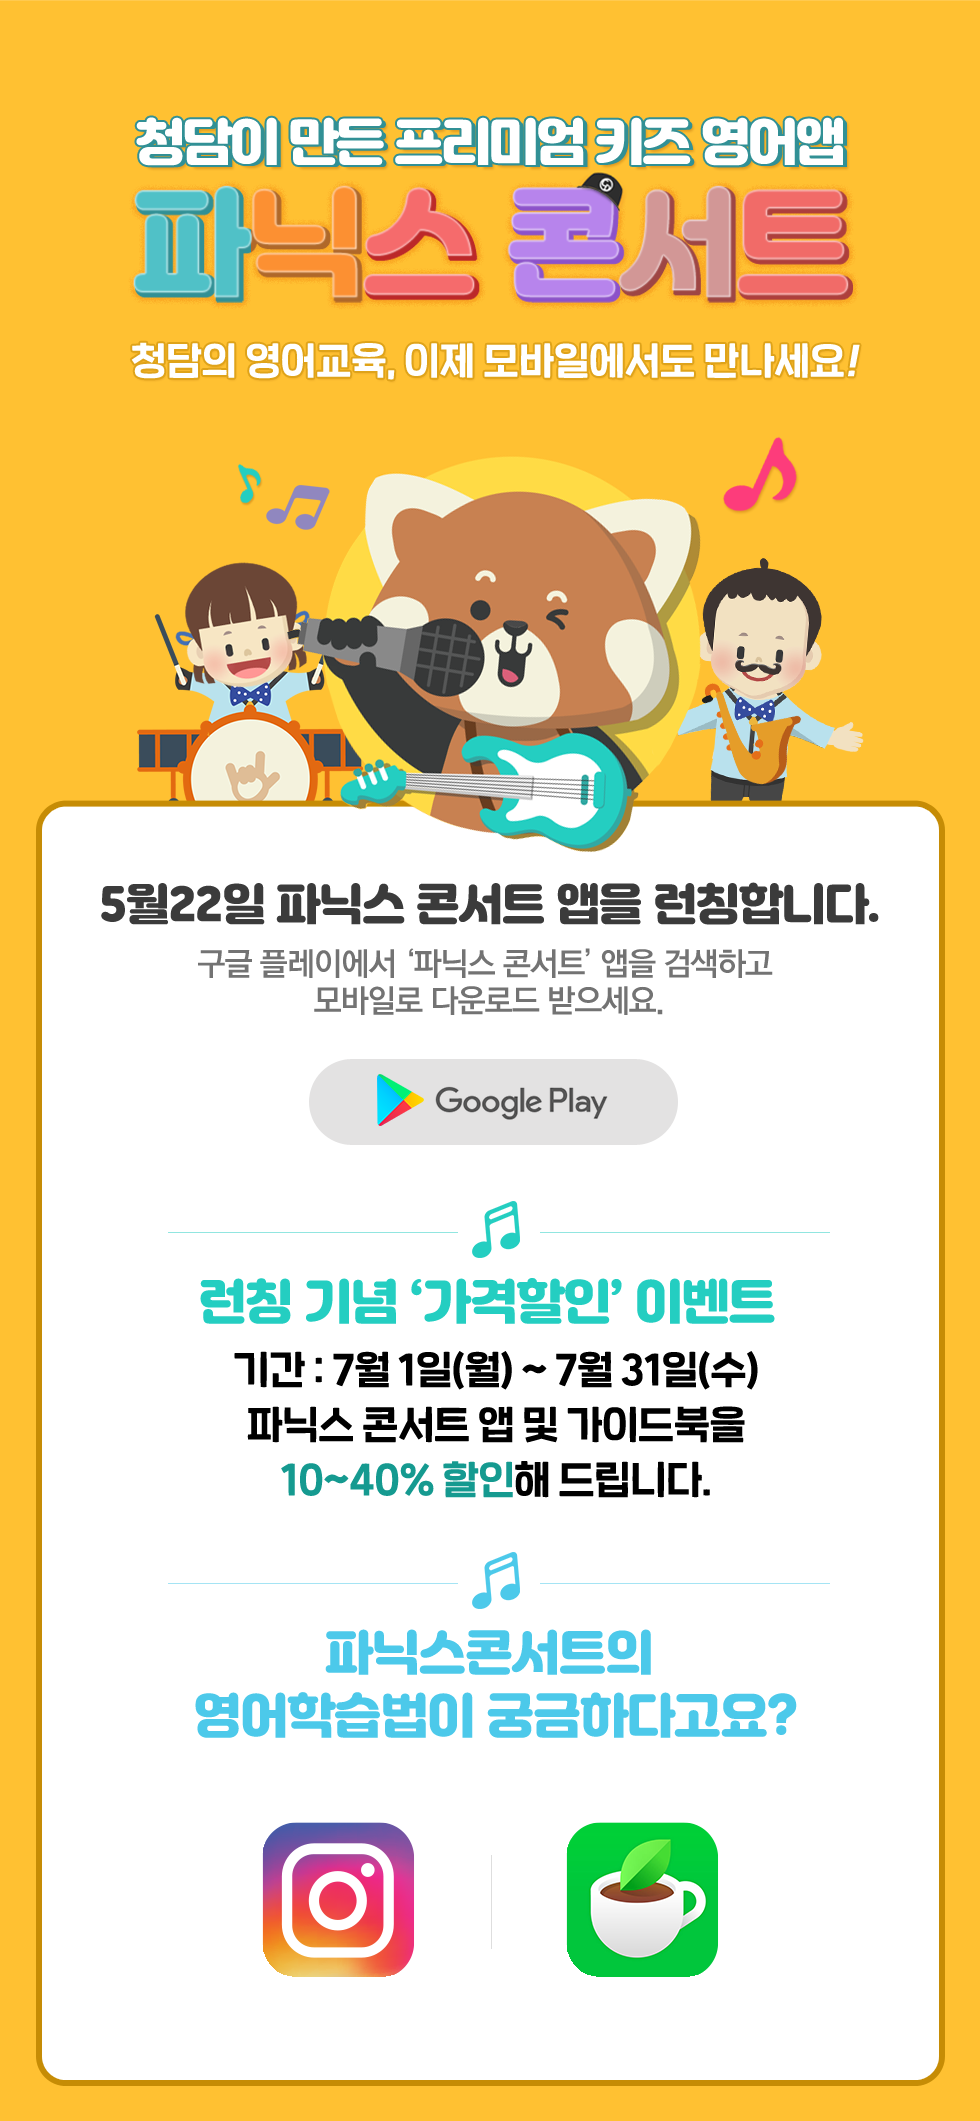 청담이 만든 프리미엄 키즈 영어앱
파닉스 콘서트
청담의 영어교육, 이제 모바일에서도 만나세요!
5월22일 파닉스 콘서트 앱을 런칭합니다.
구글 플레이에서 ‘파닉스 콘서트’ 앱을 검색하고
모바일로 다운로드 받으세요.
Google Play
런칭 기념 ‘가격할인’ 이벤트
기간 : 7월 1일(월) ~ 7월 31일(수)
파닉스 콘서트 앱 및 가이드북을
10~40% 할인해 드립니다.
파닉스콘서트의
영어학습법이 궁금하다고요?